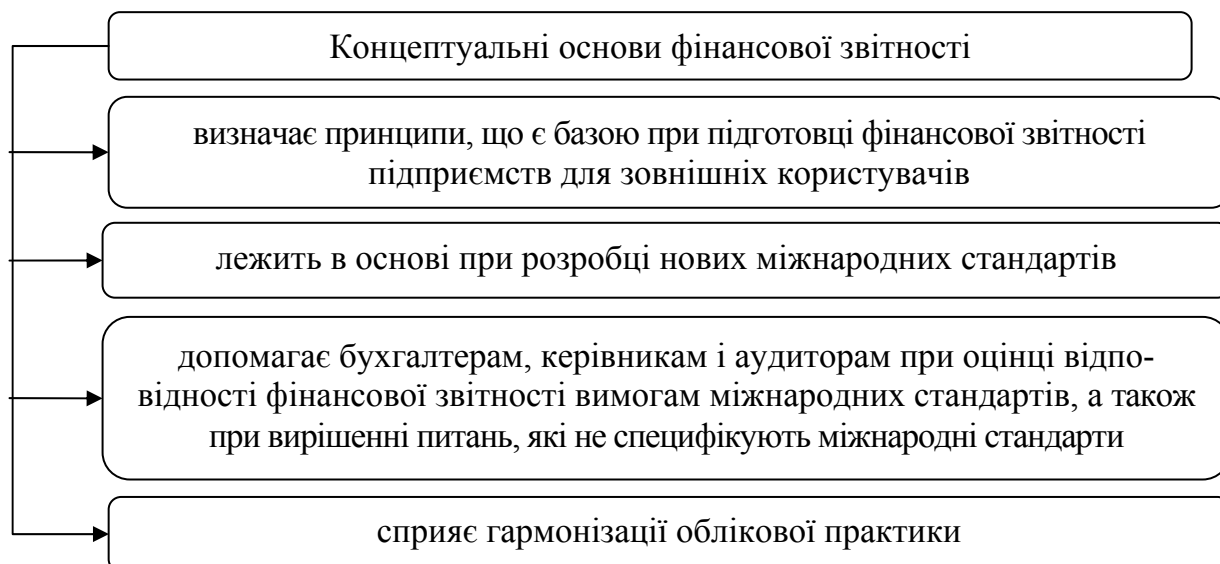 Концептуальні основи фінансової звітності
визначає принципи, що є базою при підготовці фінансової звітності
підприємств для зовнішніх користувачів
лежить в основі при розробці нових міжнародних стандартів
допомагає бухгалтерам, керівникам і аудиторам при оцінці відпо-
відності фінансової звітності вимогам міжнародних стандартів, а також
при вирішенні питань, які не специфікують міжнародні стандарти
сприяє гармонізації облікової практики